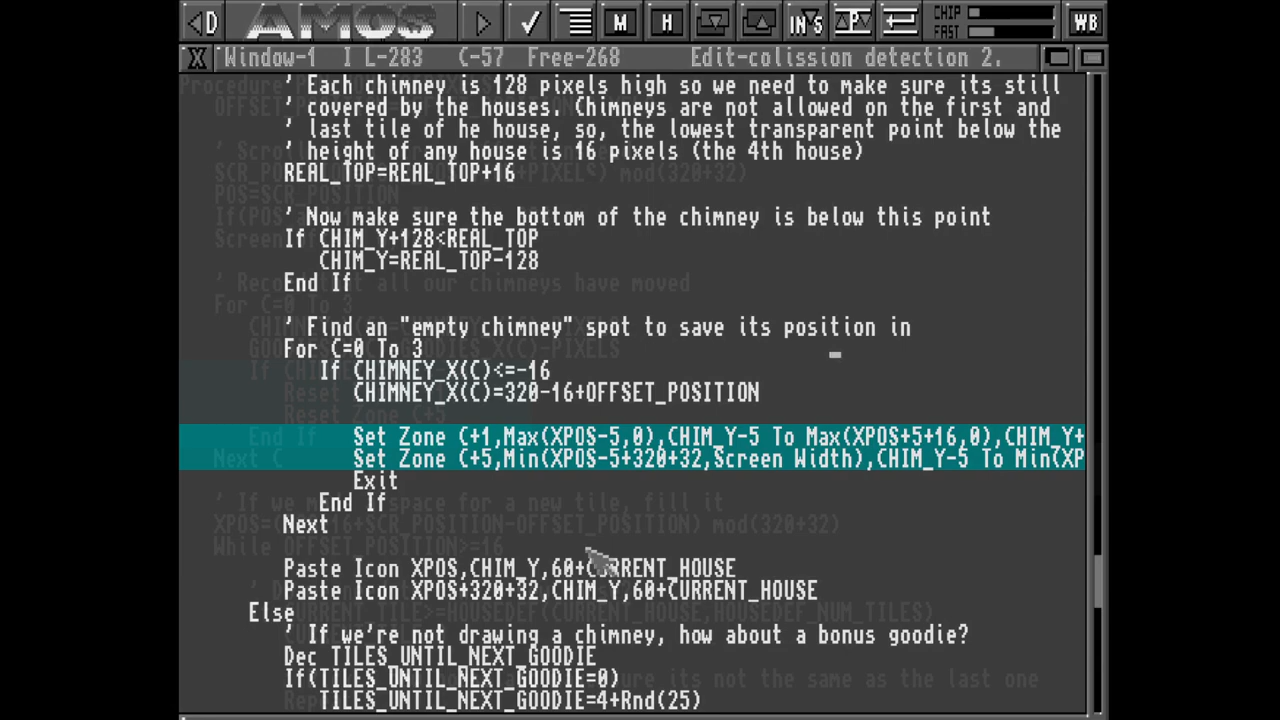 D AMOS M H INS P CHIP FAST WB
X Window-1 I L-283 C-57 Free-268 Edit-colission detection 2.
' Each chimney is 128 pixels high so we need to make sure its still
' covered by the houses. Chimneys are not allowed on the first and
' last tile of he house, so, the lowest transparent point below the
' height of any house is 16 pixels (the 4th house)
REAL_TOP=REAL_TOP+16
' Now make sure the bottom of the chimney is below this point
If CHIM_Y+128<REAL_TOP
CHIM_Y=REAL_TOP-128
End If
' Find an "empty chimney" spot to save its position in
For C=0 To 3
If CHIMNEY_X(C)<=-16
CHIMNEY_X(C)=320-16+OFFSET_POSITION
Set Zone C+1,Max(XPOS-5,0),CHIM_Y-5 To Max(XPOS+5+16,0),CHIM_Y+
Set Zone C+5,Min(XPOS-5+320+32,Screen Width),CHIM_Y-5 To Min(XP
Exit
End If
Next
Paste Icon XPOS,CHIM_Y,60+CURRENT_HOUSE
Paste Icon XPOS+320+32,CHIM_Y,60+CURRENT_HOUSE
Else
' If we're not drawing a chimney, how about a bonus goodie?
Dec TILES_UNTIL_NEXT_GOODIE
If(TILES_UNTIL_NEXT_GOODIE=0)
TILES_UNTIL_NEXT_GOODIE=4+Rnd(25)